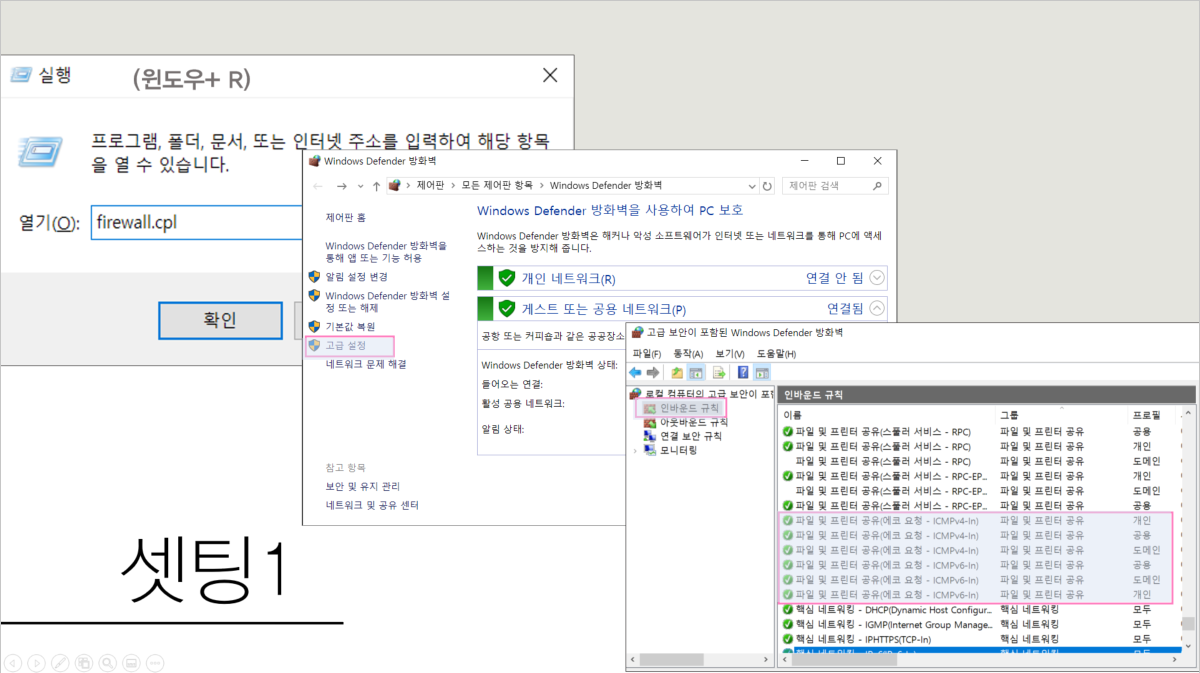 실행
(윈도우+ R)
프로그램, 폴더, 문서, 또는 인터넷 주소를 입력하여 해당 항목
을 열 수 있습니다.
열기(O):
firewall.cpl
확인
Windows Defender 방화벽
제어판 > 모든 제어판 항목 > Windows Defender 방화벽
제어판 검색
제어판 홈
Windows Defender 방화벽을
통해 앱 또는 기능 허용
알림 설정 변경
Windows Defender 방화벽 설
정 또는 해제
기본값 복원
고급 설정
네트워크 문제 해결
참고 항목
보안 및 유지 관리
네트워크 및 공유 센터
Windows Defender 방화벽을 사용하여 PC 보호
Windows Defender 방화벽은 해커나 악성 소프트웨어가 인터넷 또는 네트워크를 통해 PC에 액세
스하는 것을 방지해 줍니다.
개인 네트워크(R) 연결 안 됨
게스트 또는 공용 네트워크(P) 연결됨
공항 또는 커피숍과 같은 공공장소
Windows Defender 방화벽 상태:
들어오는 연결:
활성 공용 네트워크:
알림 상태:
고급 보안이 포함된 Windows Defender 방화벽
파일(F) 동작(A) 보기(V) 도움말(H)
로컬 컴퓨터의 고급 보안이 포함
인바운드 규칙
아웃바운드 규칙
연결 보안 규칙
모니터링
인바운드 규칙
이름 그룹 프로필
파일 및 프린터 공유(스풀러 서비스 - RPC) 파일 및 프린터 공유 공용
파일 및 프린터 공유(스풀러 서비스 - RPC) 파일 및 프린터 공유 개인
파일 및 프린터 공유(스풀러 서비스 - RPC) 파일 및 프린터 공유 도메인
파일 및 프린터 공유(스풀러 서비스 - RPC-EP... 파일 및 프린터 공유 개인
파일 및 프린터 공유(스풀러 서비스 - RPC-EP... 파일 및 프린터 공유 도메인
파일 및 프린터 공유(스풀러 서비스 - RPC-EP... 파일 및 프린터 공유 공용
파일 및 프린터 공유(에코 요청 - ICMPv4-In) 파일 및 프린터 공유 개인
파일 및 프린터 공유(에코 요청 - ICMPv4-In) 파일 및 프린터 공유 공용
파일 및 프린터 공유(에코 요청 - ICMPv4-In) 파일 및 프린터 공유 도메인
파일 및 프린터 공유(에코 요청 - ICMPv6-In) 파일 및 프린터 공유 공용
파일 및 프린터 공유(에코 요청 - ICMPv6-In) 파일 및 프린터 공유 도메인
파일 및 프린터 공유(에코 요청 - ICMPv6-In) 파일 및 프린터 공유 개인
핵심 네트워킹 - DHCP(Dynamic Host Configur... 핵심 네트워킹 모두
핵심 네트워킹 - IGMP(Internet Group Manage... 핵심 네트워킹 모두
핵심 네트워킹 - IPHTTPS(TCP-In) 핵심 네트워킹 모두
셋팅1